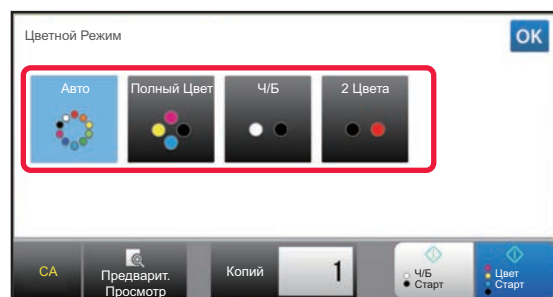 Цветной Режим
OK
Авто
Полный Цвет
Ч/Б
2 Цвета
CA
Предварит.
Просмотр
Копий
1
Ч/Б
Старт
Цвет
Старт